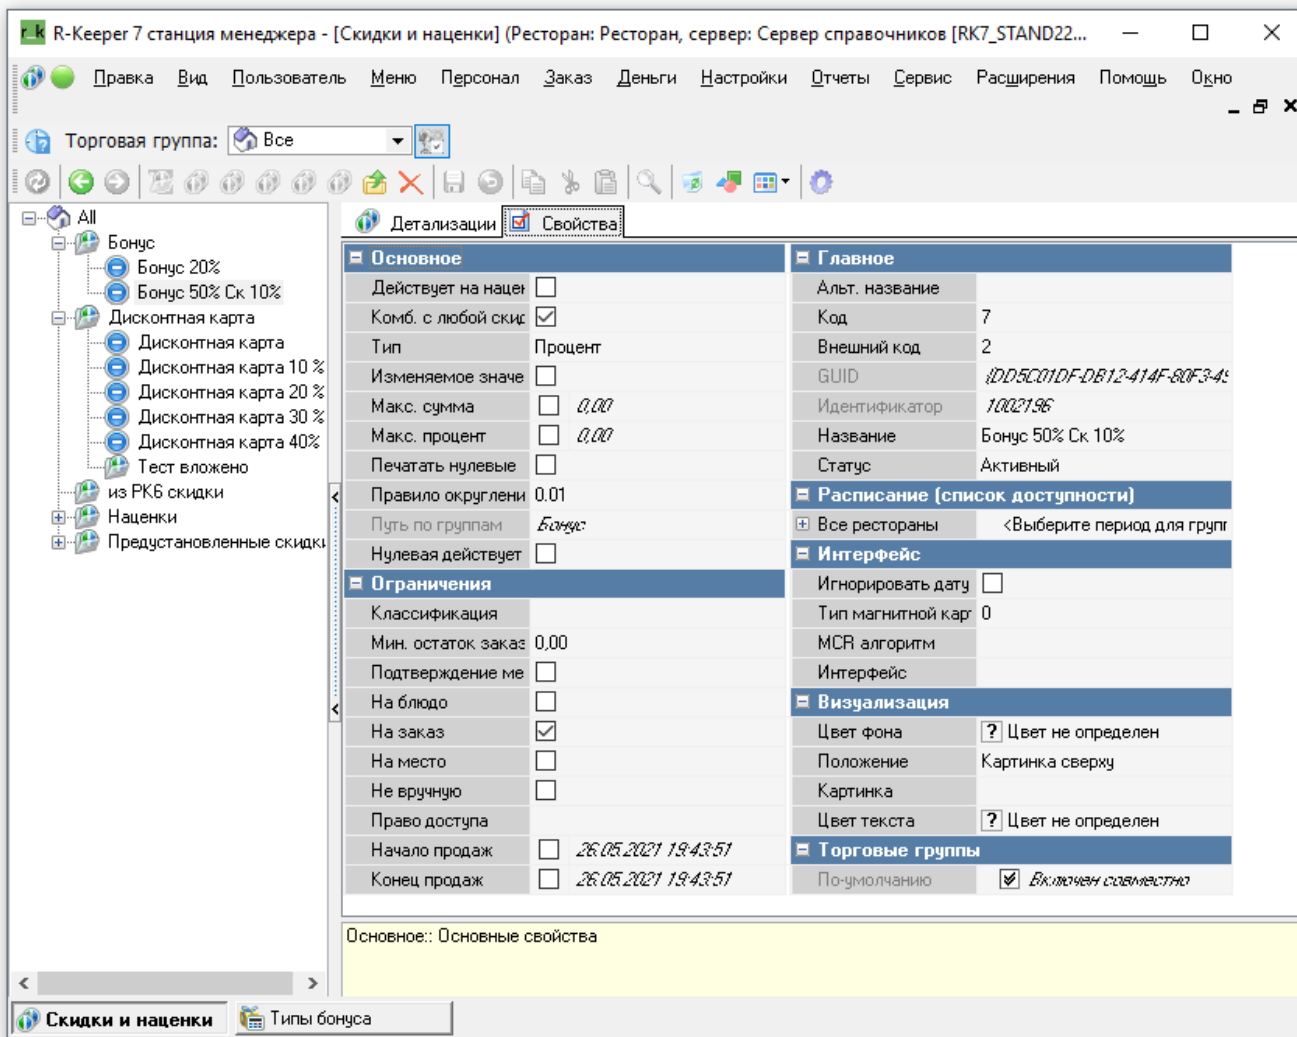 R-Keeper 7 станция менеджера - [Скидки и наценки] (Ресторан: Ресторан, сервер: Сервер справочников [RK7_STAND22...
Правка Вид Пользователь Меню Персонал Заказ Деньги Настройки Отчеты Сервис Расширения Помощь Окно
Торговая группа: Все
All
Бонус
Бонус 20%
Бонус 50% Ск 10%
Дисконтная карта
Дисконтная карта
Дисконтная карта 10 %
Дисконтная карта 20 %
Дисконтная карта 30 %
Дисконтная карта 40%
Тест вложено
из РК6 скидки
Наценки
Предустановленные скидки
Детализации Свойства
Основное
Действует на нацен
Комб. с любой скид
Тип Процент
Изменяемое значе
Макс. сумма 0,00
Макс. процент 0,00
Печатать нулевые
Правило округлени 0.01
Путь по группам Бонус
Нулевая действует
Ограничения
Классификация
Мин. остаток заказ 0,00
Подтверждение ме
На блюдо
На заказ
На место
Не вручную
Право доступа
Начало продаж 26.05.2021 19:43:51
Конец продаж 26.05.2021 19:43:51
Главное
Альт. название
Код 7
Внешний код 2
GUID {DD5C01DF-DB12-414F-80F3-45
Идентификатор 1002196
Название Бонус 50% Ск 10%
Статус Активный
Расписание (список доступности)
Все рестораны <Выберите период для групп
Интерфейс
Игнорировать дату
Тип магнитной карт 0
MCR алгоритм
Интерфейс
Визуализация
Цвет фона ? Цвет не определен
Положение Картинка сверху
Картинка
Цвет текста ? Цвет не определен
Торговые группы
По-умолчанию Включен совместно
Основное:: Основные свойства
Скидки и наценки Типы бонуса